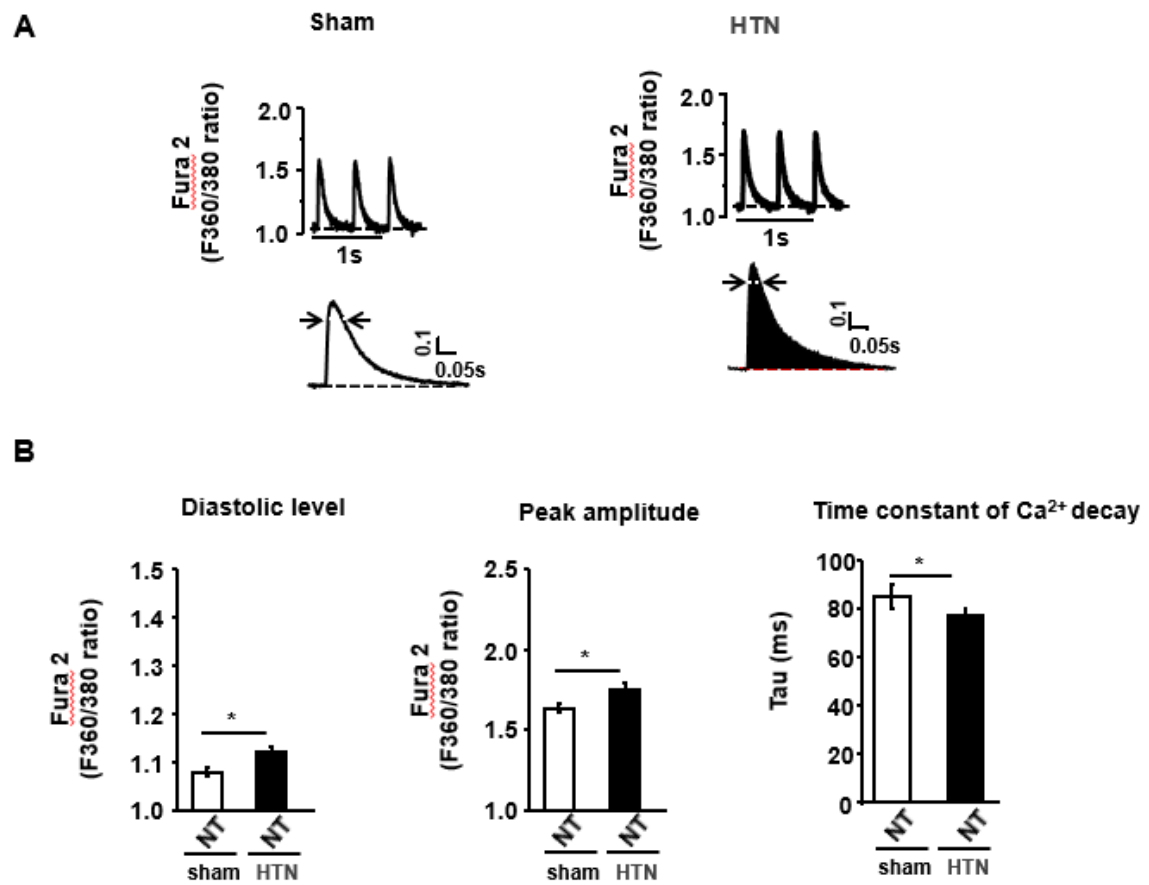 A
Sham
HTN
Fura 2
(F360/380 ratio)
2.0
1.5
1.0
1s
Fura 2
(F360/380 ratio)
2.0
1.5
1.0
1s
0.1
0.05s
0.1
0.05s
B
Diastolic level
Peak amplitude
Time constant of Ca²⁺ decay
Fura 2
(F360/380 ratio)
1.5
1.4
1.3
1.2
1.1
1.0
*
NT
NT
sham
HTN
Fura 2
(F360/380 ratio)
2.5
2.0
1.5
1.0
*
NT
NT
sham
HTN
Tau (ms)
100
80
60
40
20
0
*
NT
NT
sham
HTN